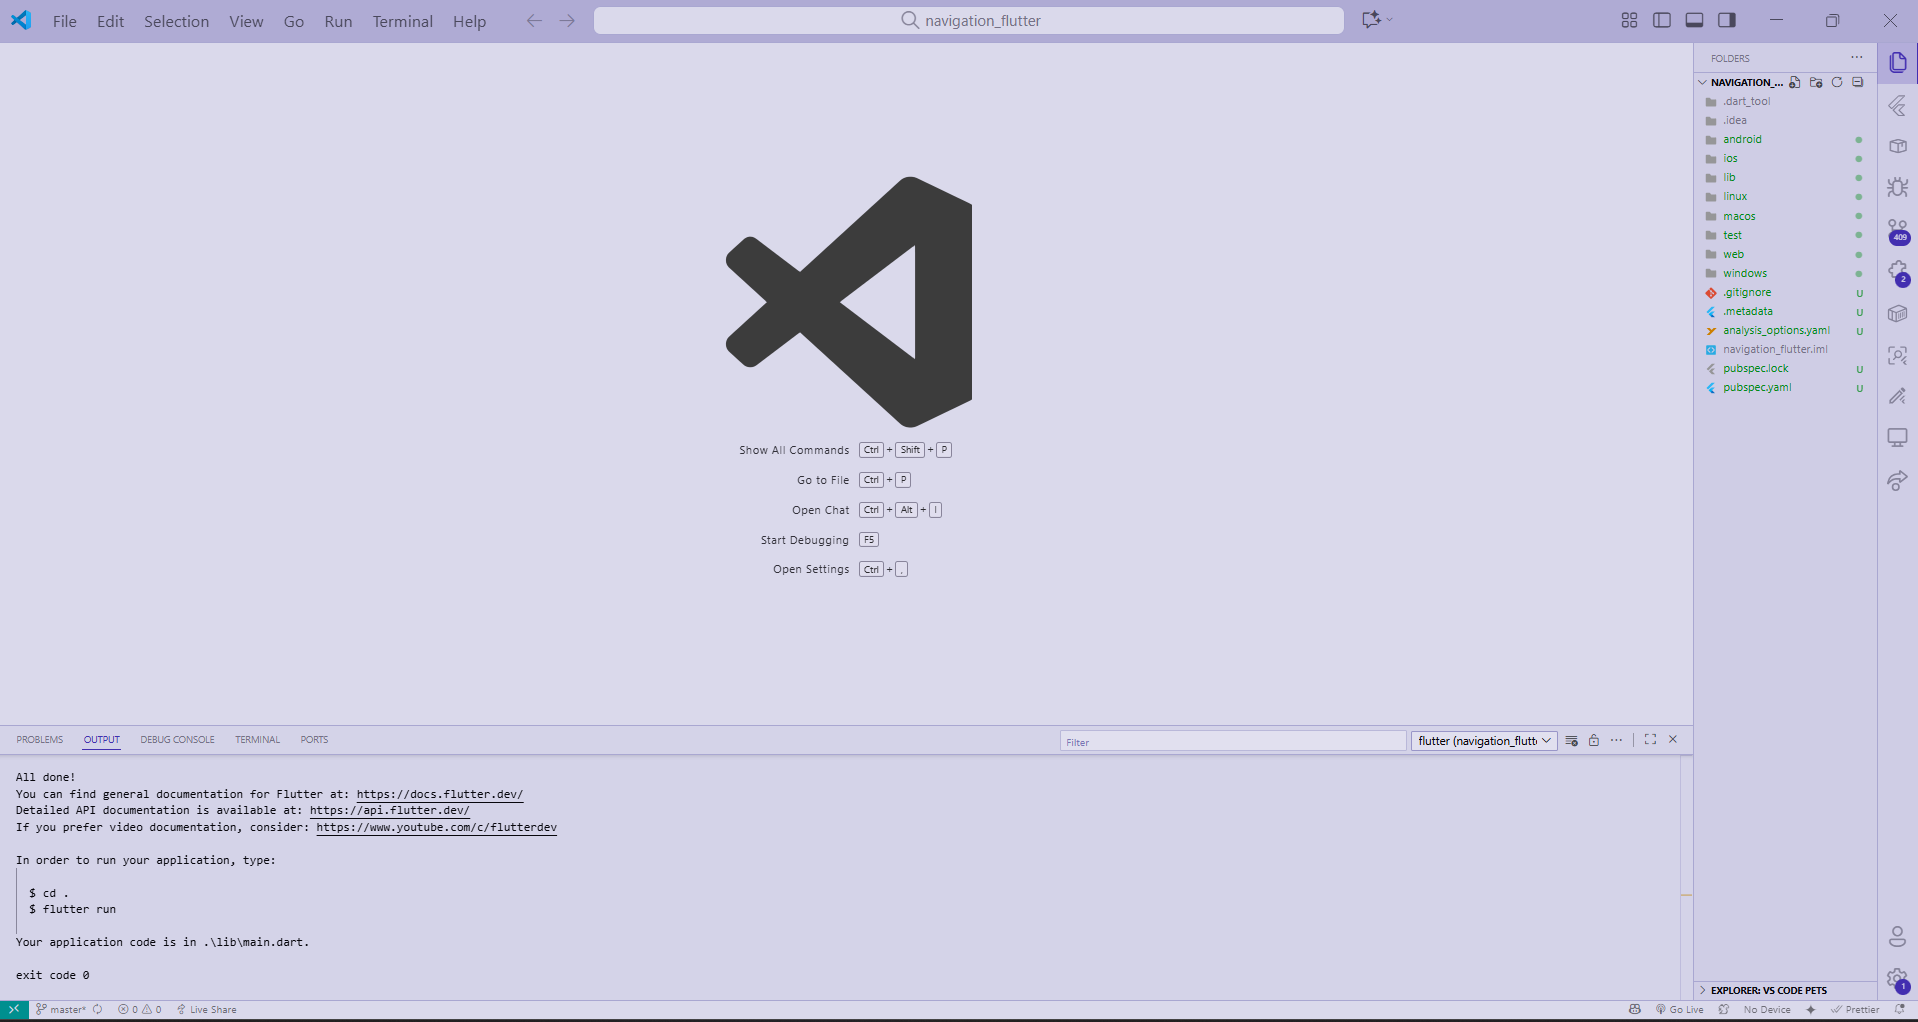 File Edit Selection View Go Run Terminal Help
navigation_flutter
FOLDERS
NAVIGATION_...
.dart_tool
.idea
android
ios
lib
linux
macos
test
web
windows
.gitignore U
.metadata U
analysis_options.yaml U
navigation_flutter.iml
pubspec.lock U
pubspec.yaml U
409
2
Show All Commands Ctrl + Shift + P
Go to File Ctrl + P
Open Chat Ctrl + Alt + I
Start Debugging F5
Open Settings Ctrl + ,
PROBLEMS OUTPUT DEBUG CONSOLE TERMINAL PORTS
Filter
flutter (navigation_flutt
All done!
You can find general documentation for Flutter at: https://docs.flutter.dev/
Detailed API documentation is available at: https://api.flutter.dev/
If you prefer video documentation, consider: https://www.youtube.com/c/flutterdev
In order to run your application, type:
$ cd .
$ flutter run
Your application code is in .\lib\main.dart.
exit code 0
EXPLORER: VS CODE PETS
1
master* 0 0 Live Share
Go Live No Device Prettier